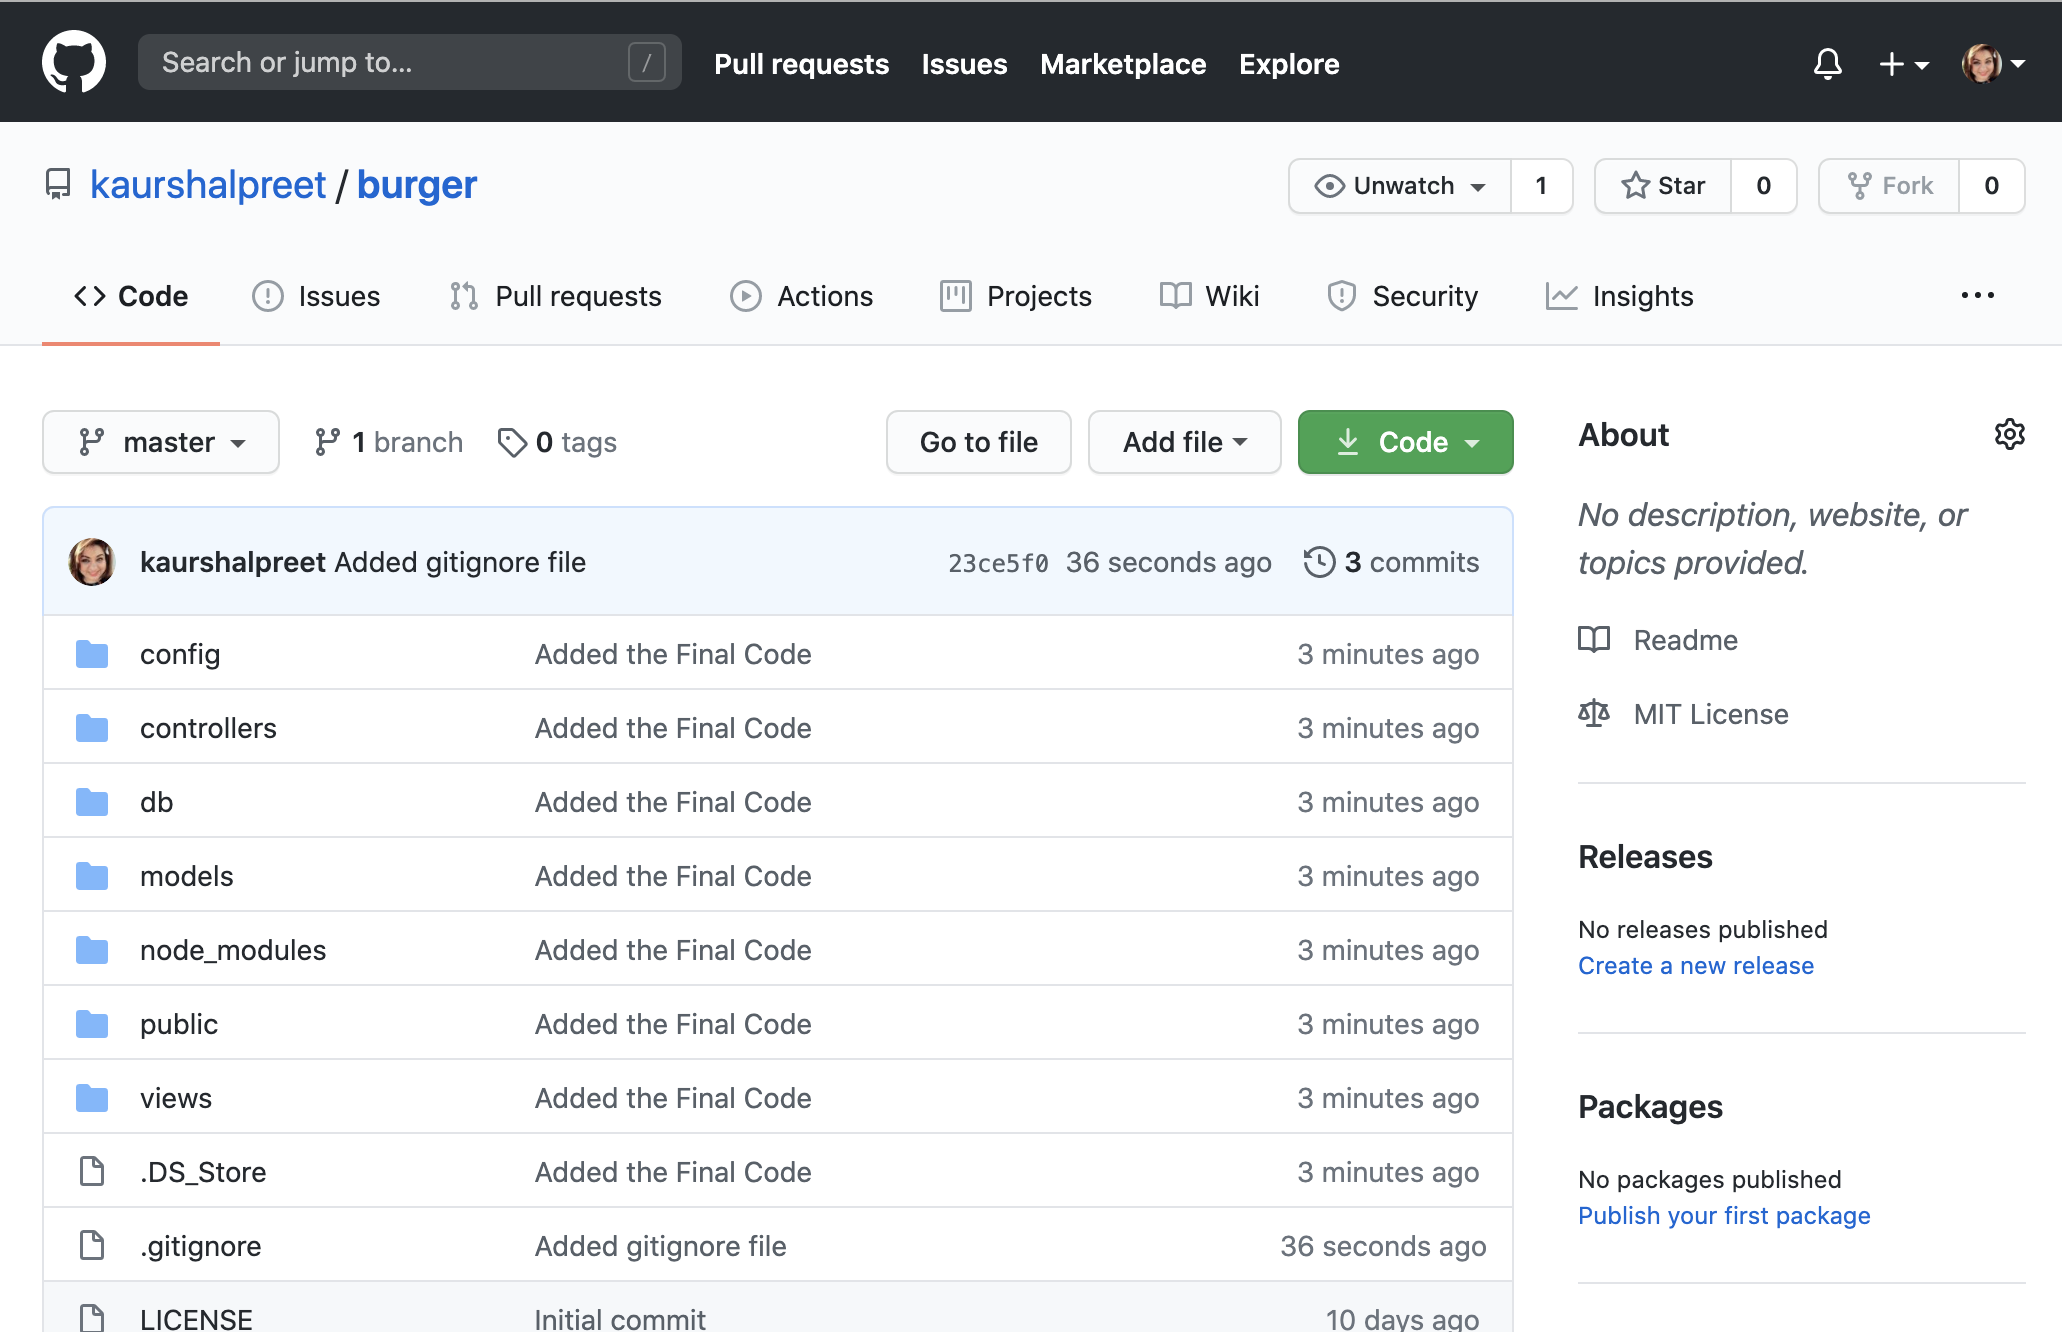 Search or jump to... /
Pull requests Issues Marketplace Explore
kaurshalpreet / burger
Unwatch 1 Star 0 Fork 0
Code Issues Pull requests Actions Projects Wiki Security Insights
master 1 branch 0 tags Go to file Add file Code
kaurshalpreet Added gitignore file 23ce5f0 36 seconds ago 3 commits
config Added the Final Code 3 minutes ago
controllers Added the Final Code 3 minutes ago
db Added the Final Code 3 minutes ago
models Added the Final Code 3 minutes ago
node_modules Added the Final Code 3 minutes ago
public Added the Final Code 3 minutes ago
views Added the Final Code 3 minutes ago
.DS_Store Added the Final Code 3 minutes ago
.gitignore Added gitignore file 36 seconds ago
LICENSE Initial commit 10 days ago
About
No description, website, or
topics provided.
Readme
MIT License
Releases
No releases published
Create a new release
Packages
No packages published
Publish your first package